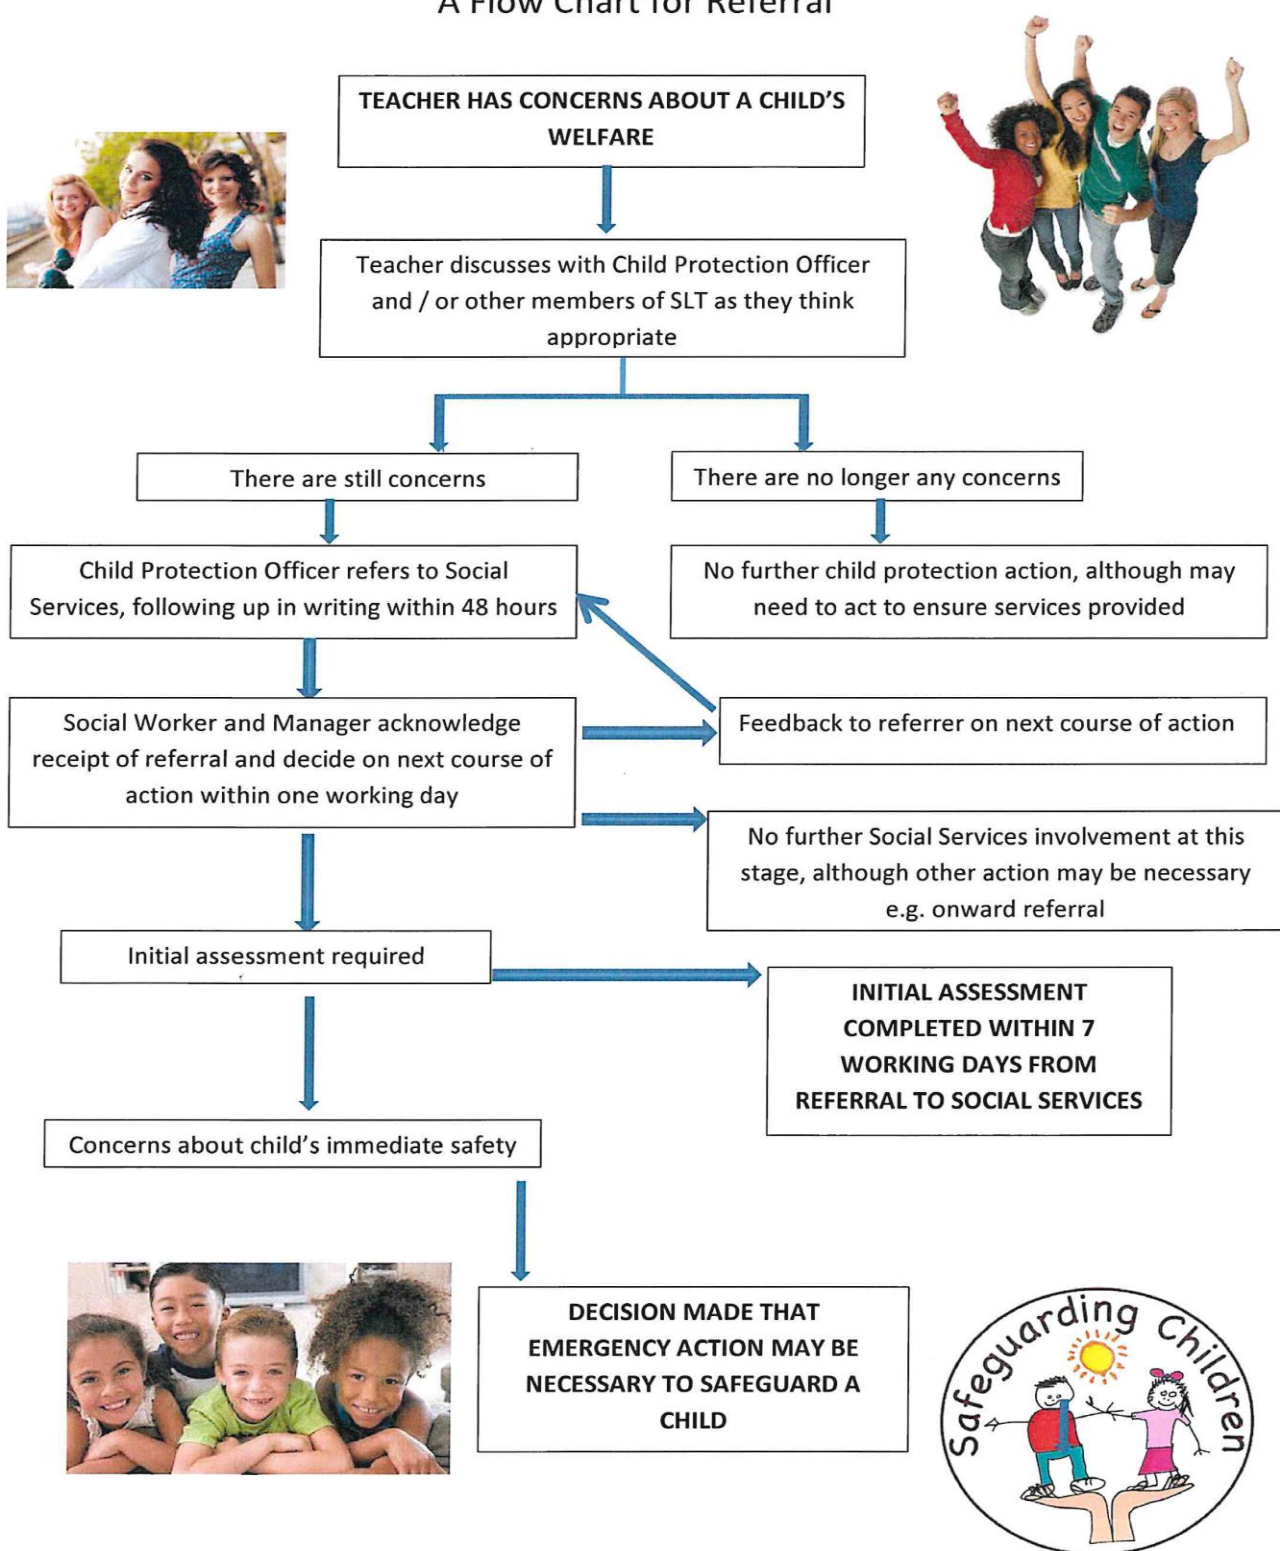 A Flow Chart for Referral
TEACHER HAS CONCERNS ABOUT A CHILD'S
WELFARE
Teacher discusses with Child Protection Officer
and / or other members of SLT as they think
appropriate
There are still concerns
There are no longer any concerns
Child Protection Officer refers to Social
Services, following up in writing within 48 hours
No further child protection action, although may
need to act to ensure services provided
Social Worker and Manager acknowledge
receipt of referral and decide on next course of
action within one working day
Feedback to referrer on next course of action
No further Social Services involvement at this
stage, although other action may be necessary
e.g. onward referral
Initial assessment required
INITIAL ASSESSMENT
COMPLETED WITHIN 7
WORKING DAYS FROM
REFERRAL TO SOCIAL SERVICES
Concerns about child's immediate safety
DECISION MADE THAT
EMERGENCY ACTION MAY BE
NECESSARY TO SAFEGUARD A
CHILD
Safeguarding Children